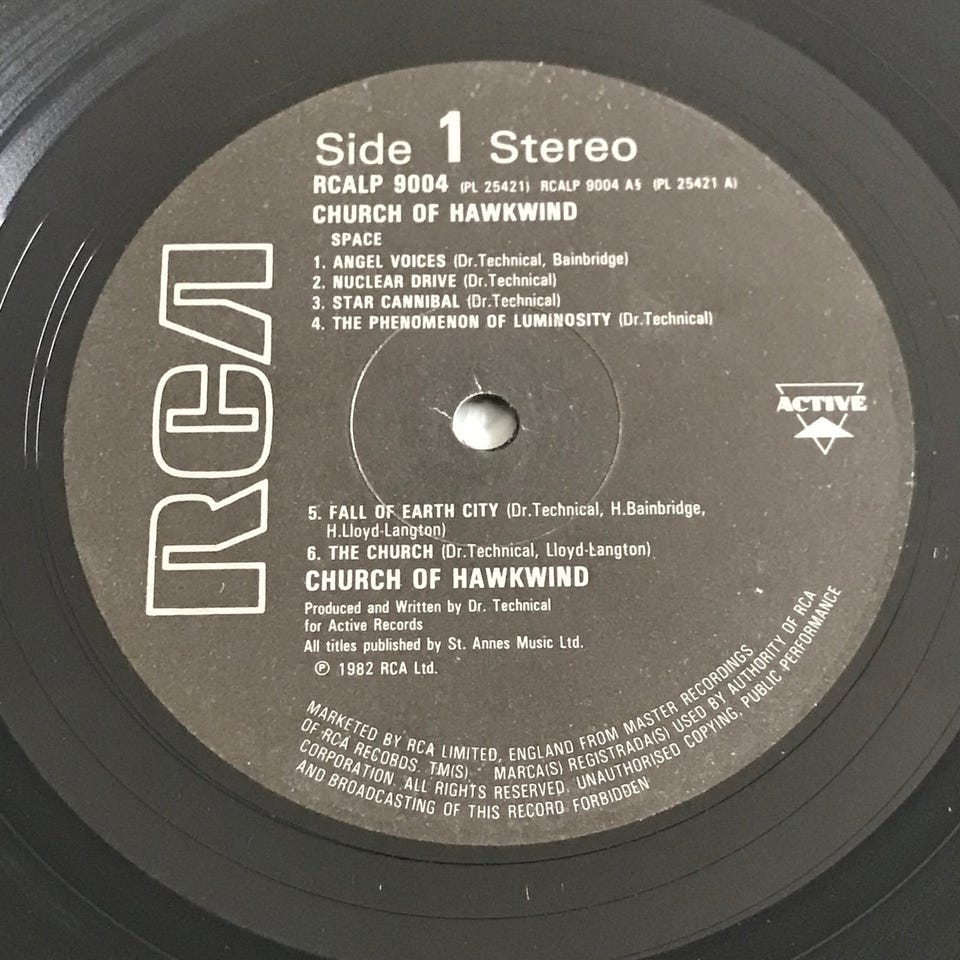 Side 1 Stereo
RCALP 9004 (PL 25421) RCALP 9004 A§ (PL 25421 A)
CHURCH OF HAWKWIND
SPACE
1. ANGEL VOICES (Dr.Technical, Bainbridge)
2. NUCLEAR DRIVE (Dr.Technical)
3. STAR CANNIBAL (Dr.Technical)
4. THE PHENOMENON OF LUMINOSITY (Dr.Technical)
RCA
ACTIVE
5. FALL OF EARTH CITY (Dr.Technical, H.Bainbridge,
H.Lloyd-Langton)
6. THE CHURCH (Dr.Technical, Lloyd-Langton)
CHURCH OF HAWKWIND
Produced and Written by Dr. Technical
for Active Records
All titles published by St. Annes Music Ltd.
℗ 1982 RCA Ltd.
MARKETED BY RCA LIMITED, ENGLAND FROM MASTER RECORDINGS
OF RCA RECORDS. TM(S) · MARCA(S) REGISTRADA(S) USED BY AUTHORITY OF RCA
CORPORATION. ALL RIGHTS RESERVED. UNAUTHORISED COPYING, PUBLIC PERFORMANCE
AND BROADCASTING OF THIS RECORD FORBIDDEN